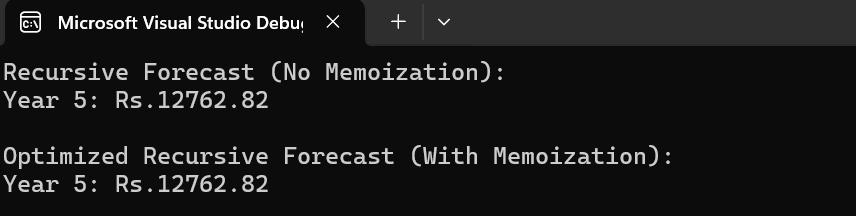 Microsoft Visual Studio Debu
Recursive Forecast (No Memoization):
Year 5: Rs.12762.82
Optimized Recursive Forecast (With Memoization):
Year 5: Rs.12762.82